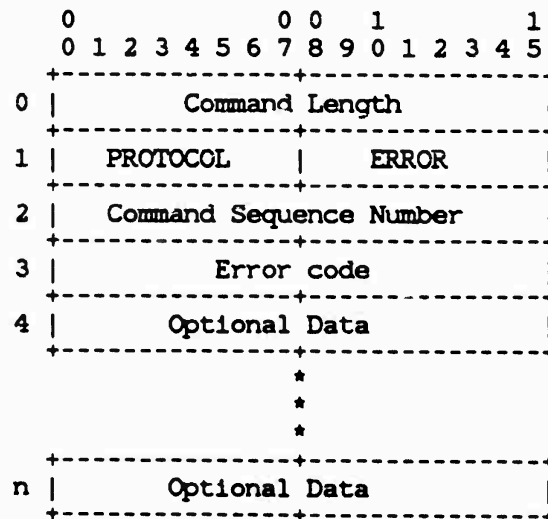 0                   0 0   1         1
0 1 2 3 4 5 6 7 8 9 0 1 2 3 4 5
+---------------+---------------
0 |          Command Length
+---------------+---------------
1 |    PROTOCOL   |    ERROR      |
+---------------+---------------
2 |    Command Sequence Number
+---------------+---------------
3 |           Error code          |
+---------------+---------------
4 |         Optional Data
+---------------+---------------
*
*
*
+---------------+---------------
n |         Optional Data         |
+---------------+---------------